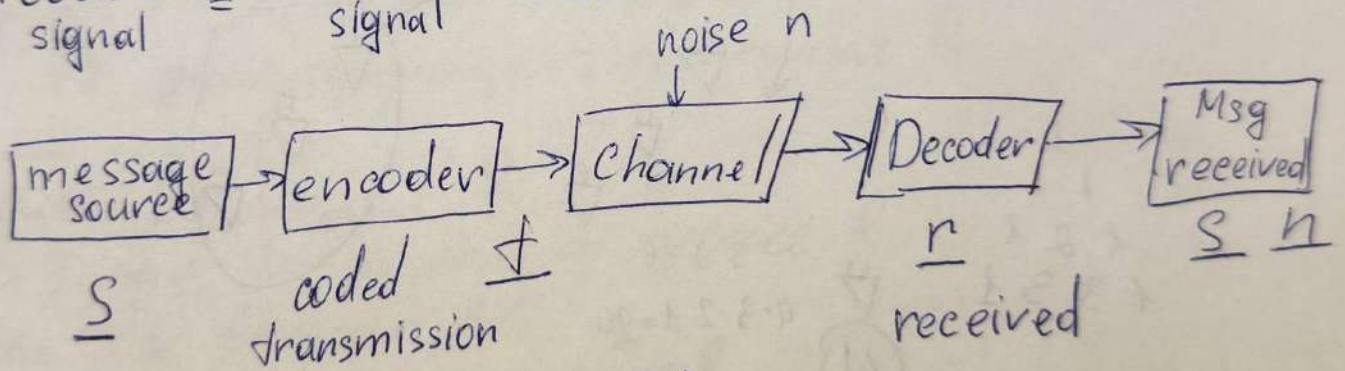 signal = signal
noise n
message source
encoder
Channel
Decoder
Msg received
s
coded transmission
t
r
received
s n